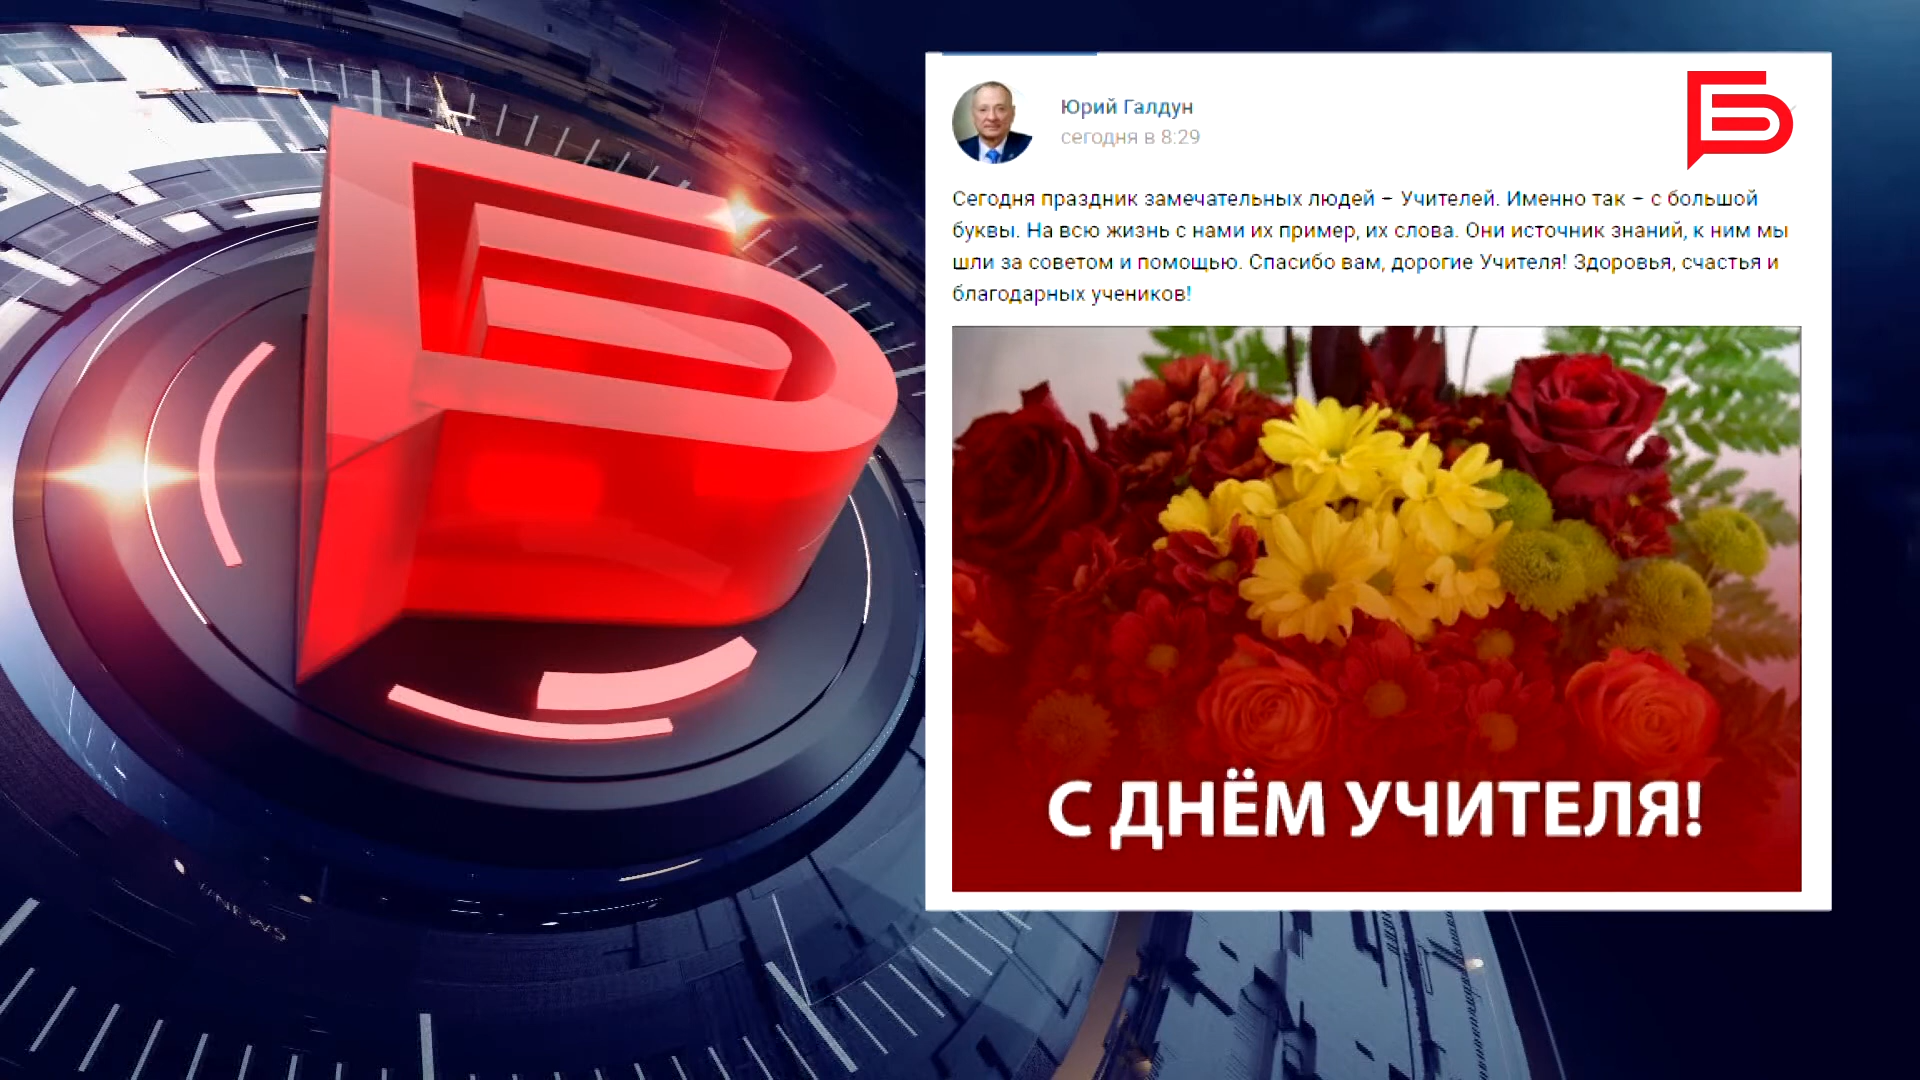 Юрий Галдун
сегодня в 8:29
Сегодня праздник замечательных людей – Учителей. Именно так – с большой
буквы. На всю жизнь с нами их пример, их слова. Они источник знаний, к ним мы
шли за советом и помощью. Спасибо вам, дорогие Учителя! Здоровья, счастья и
благодарных учеников!
С ДНЁМ УЧИТЕЛЯ!
Б
Б
NEWS